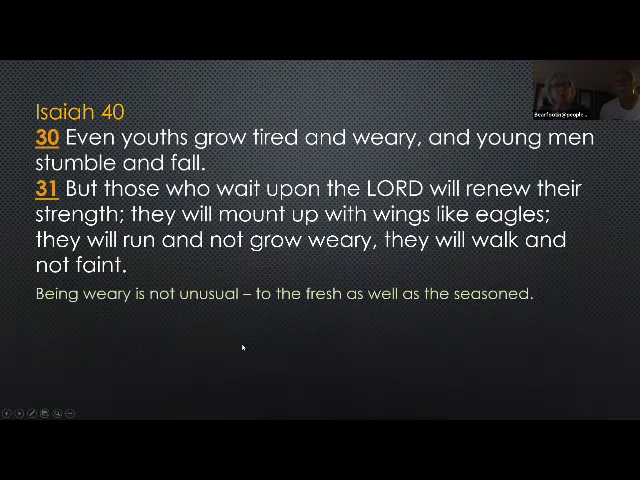 Isaiah 40
30 Even youths grow tired and weary, and young men
stumble and fall.
31 But those who wait upon the LORD will renew their
strength; they will mount up with wings like eagles;
they will run and not grow weary, they will walk and
not faint.
Being weary is not unusual – to the fresh as well as the seasoned.
Bearfootin@people...